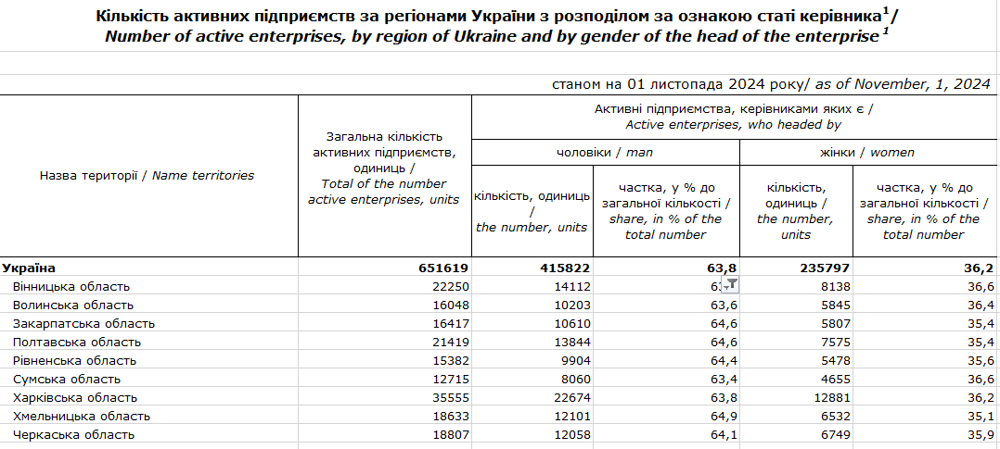 Кількість активних підприємств за регіонами України з розподілом за ознакою статі керівника1/
Number of active enterprises, by region of Ukraine and by gender of the head of the enterprise 1
станом на 01 листопада 2024 року/ as of November, 1, 2024
Назва території / Name territories
Загальна кількість
активних підприємств,
одиниць /
Total of the number
active enterprises, units
Активні підприємства, керівниками яких є /
Active enterprises, who headed by
чоловіки / man
жінки / women
кількість, одиниць
/
the number, units
частка, у % до
загальної кількості /
share, in % of the
total number
кількість,
одиниць /
the number,
units
частка, у % до
загальної кількості /
share, in % of the
total number
Україна 651619 415822 63,8 235797 36,2
Вінницька область 22250 14112 8138 36,6
Волинська область 16048 10203 63,6 5845 36,4
Закарпатська область 16417 10610 64,6 5807 35,4
Полтавська область 21419 13844 64,6 7575 35,4
Рівненська область 15382 9904 64,4 5478 35,6
Сумська область 12715 8060 63,4 4655 36,6
Харківська область 35555 22674 63,8 12881 36,2
Хмельницька область 18633 12101 64,9 6532 35,1
Черкаська область 18807 12058 64,1 6749 35,9